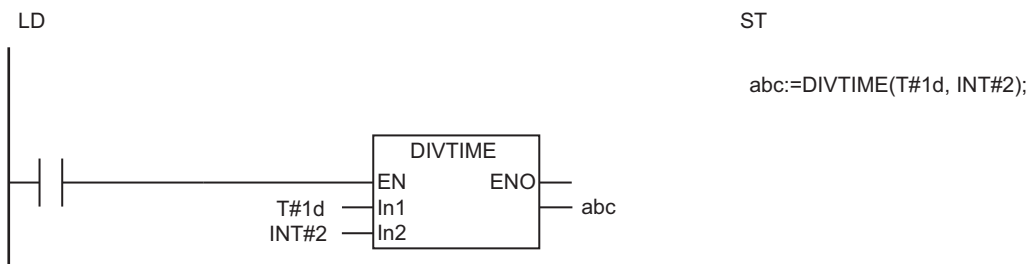 LD
ST
abc:=DIVTIME(T#1d, INT#2);
DIVTIME
EN ENO
T#1d In1 abc
INT#2 In2